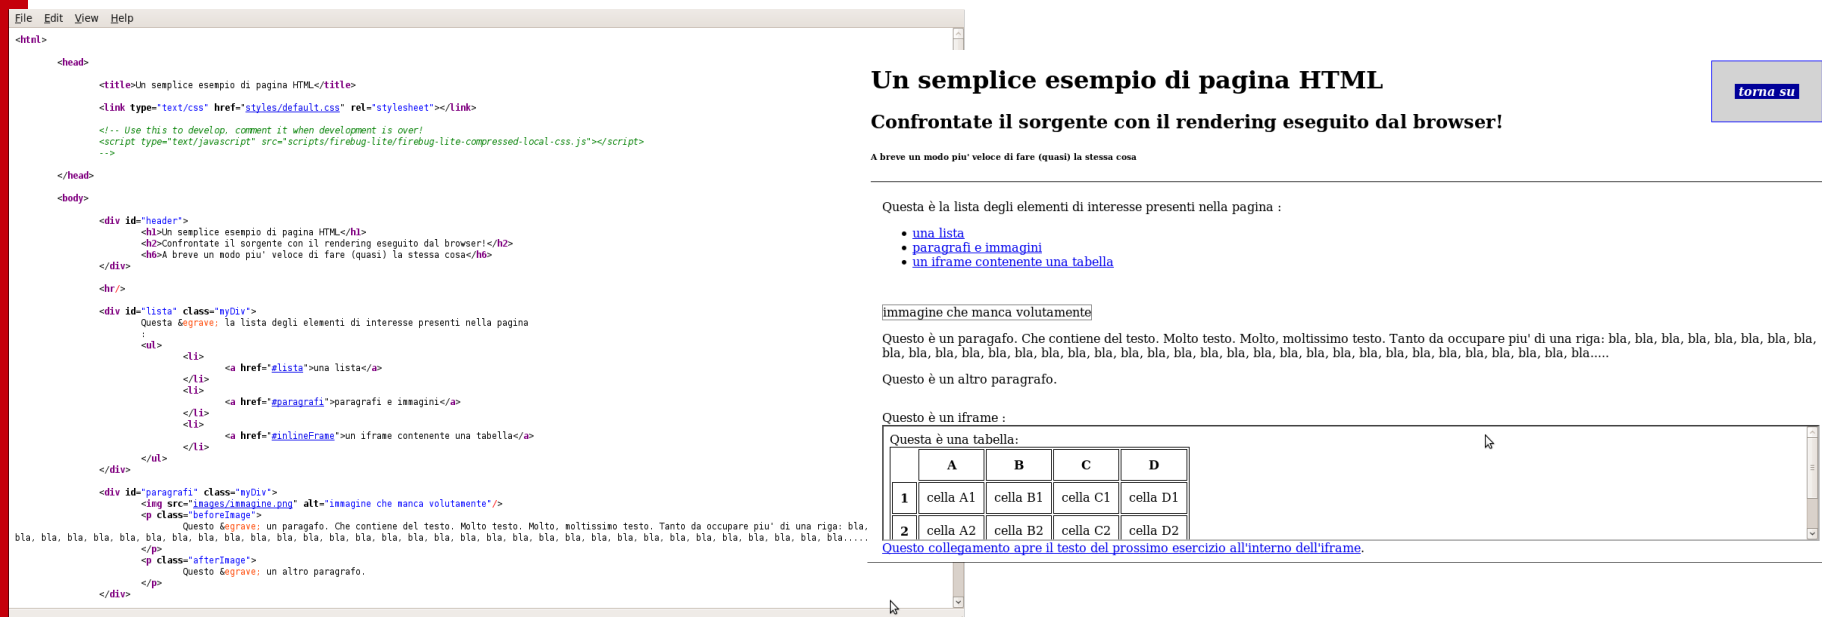 File Edit View Help
<html>
<head>
<title>Un semplice esempio di pagina HTML</title>
<link type="text/css" href="styles/default.css" rel="stylesheet"></link>
<!-- Use this to develop, comment it when development is over!
<script type="text/javascript" src="scripts/firebug-lite/firebug-lite-compressed-local-css.js"></script>
-->
</head>
<body>
<div id="header">
<h1>Un semplice esempio di pagina HTML</h1>
<h2>Confrontate il sorgente con il rendering eseguito dal browser!</h2>
<h6>A breve un modo piu' veloce di fare (quasi) la stessa cosa</h6>
</div>
<hr/>
<div id="lista" class="myDiv">
Questa &egrave; la lista degli elementi di interesse presenti nella pagina
:
<ul>
<li>
<a href="#lista">una lista</a>
</li>
<li>
<a href="#paragrafi">paragrafi e immagini</a>
</li>
<li>
<a href="#inlineFrame">un iframe contenente una tabella</a>
</li>
</ul>
</div>
<div id="paragrafi" class="myDiv">
<img src="images/immagine.png" alt="immagine che manca volutamente"/>
<p class="beforeImage">
Questo &egrave; un paragafo. Che contiene del testo. Molto testo. Molto, moltissimo testo. Tanto da occupare piu' di una riga: bla,
bla, bla, bla, bla, bla, bla, bla, bla, bla, bla, bla, bla, bla, bla, bla, bla, bla, bla, bla, bla, bla, bla, bla, bla, bla, bla, bla, bla, bla, bla, bla.....
</p>
<p class="afterImage">
Questo &egrave; un altro paragrafo.
</p>
</div>
Un semplice esempio di pagina HTML
torna su
Confrontate il sorgente con il rendering eseguito dal browser!
A breve un modo piu' veloce di fare (quasi) la stessa cosa
Questa è la lista degli elementi di interesse presenti nella pagina :
una lista
paragrafi e immagini
un iframe contenente una tabella
immagine che manca volutamente
Questo è un paragafo. Che contiene del testo. Molto testo. Molto, moltissimo testo. Tanto da occupare piu' di una riga: bla, bla, bla, bla, bla, bla, bla, bla,
bla, bla, bla, bla, bla, bla, bla, bla, bla, bla, bla, bla, bla, bla, bla, bla, bla, bla, bla, bla, bla, bla, bla, bla.....
Questo è un altro paragrafo.
Questo è un iframe :
Questa è una tabella:
A B C D
1 cella A1 cella B1 cella C1 cella D1
2 cella A2 cella B2 cella C2 cella D2
Questo collegamento apre il testo del prossimo esercizio all'interno dell'iframe.